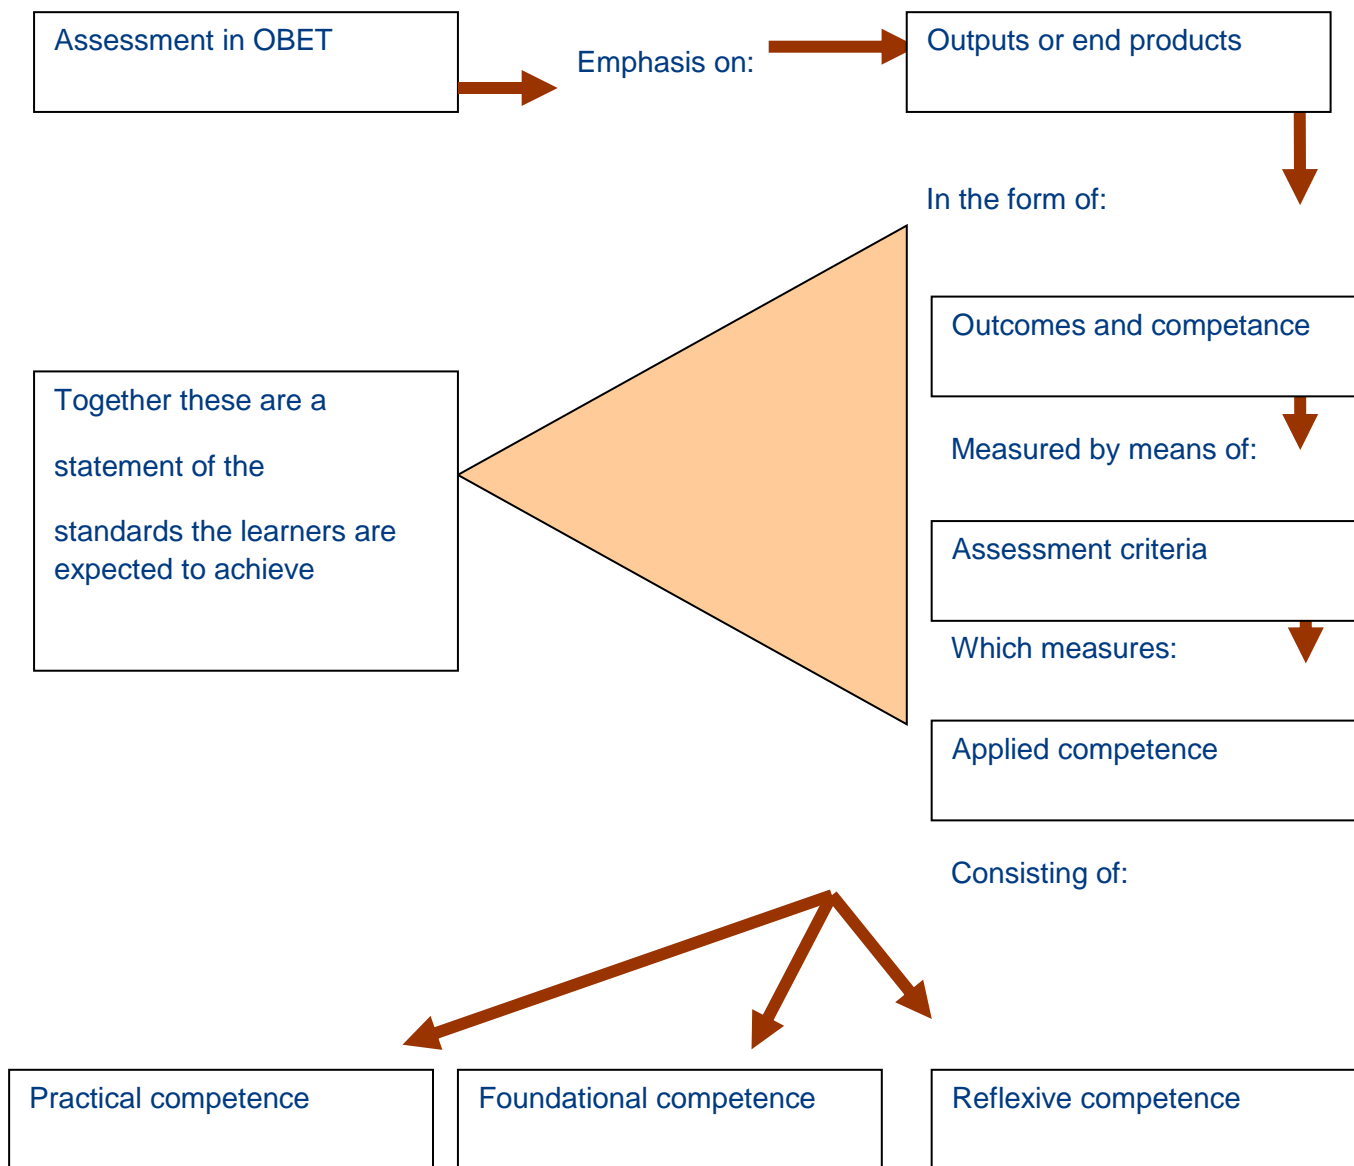 Assessment in OBET
Emphasis on:
Outputs or end products
In the form of:
Outcomes and competance
Together these are a
statement of the
standards the learners are
expected to achieve
Measured by means of:
Assessment criteria
Which measures:
Applied competence
Consisting of:
Practical competence
Foundational competence
Reflexive competence